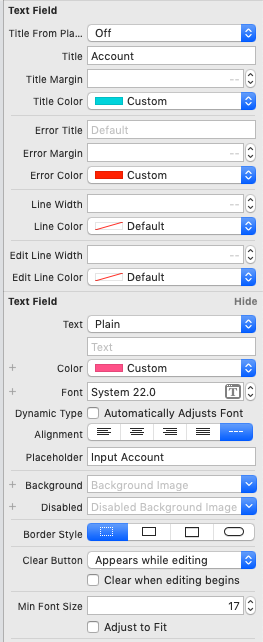 Text Field
Title From Pla... Off
Title Account
Title Margin --
Title Color Custom
Error Title Default
Error Margin --
Error Color Custom
Line Width --
Line Color Default
Edit Line Width --
Edit Line Color Default
Text Field Hide
Text Plain
Text
+ Color Custom
+ Font System 22.0 T
Dynamic Type Automatically Adjusts Font
Alignment ---
Placeholder Input Account
+ Background Background Image
+ Disabled Disabled Background Image
Border Style
Clear Button Appears while editing
Clear when editing begins
Min Font Size 17
Adjust to Fit